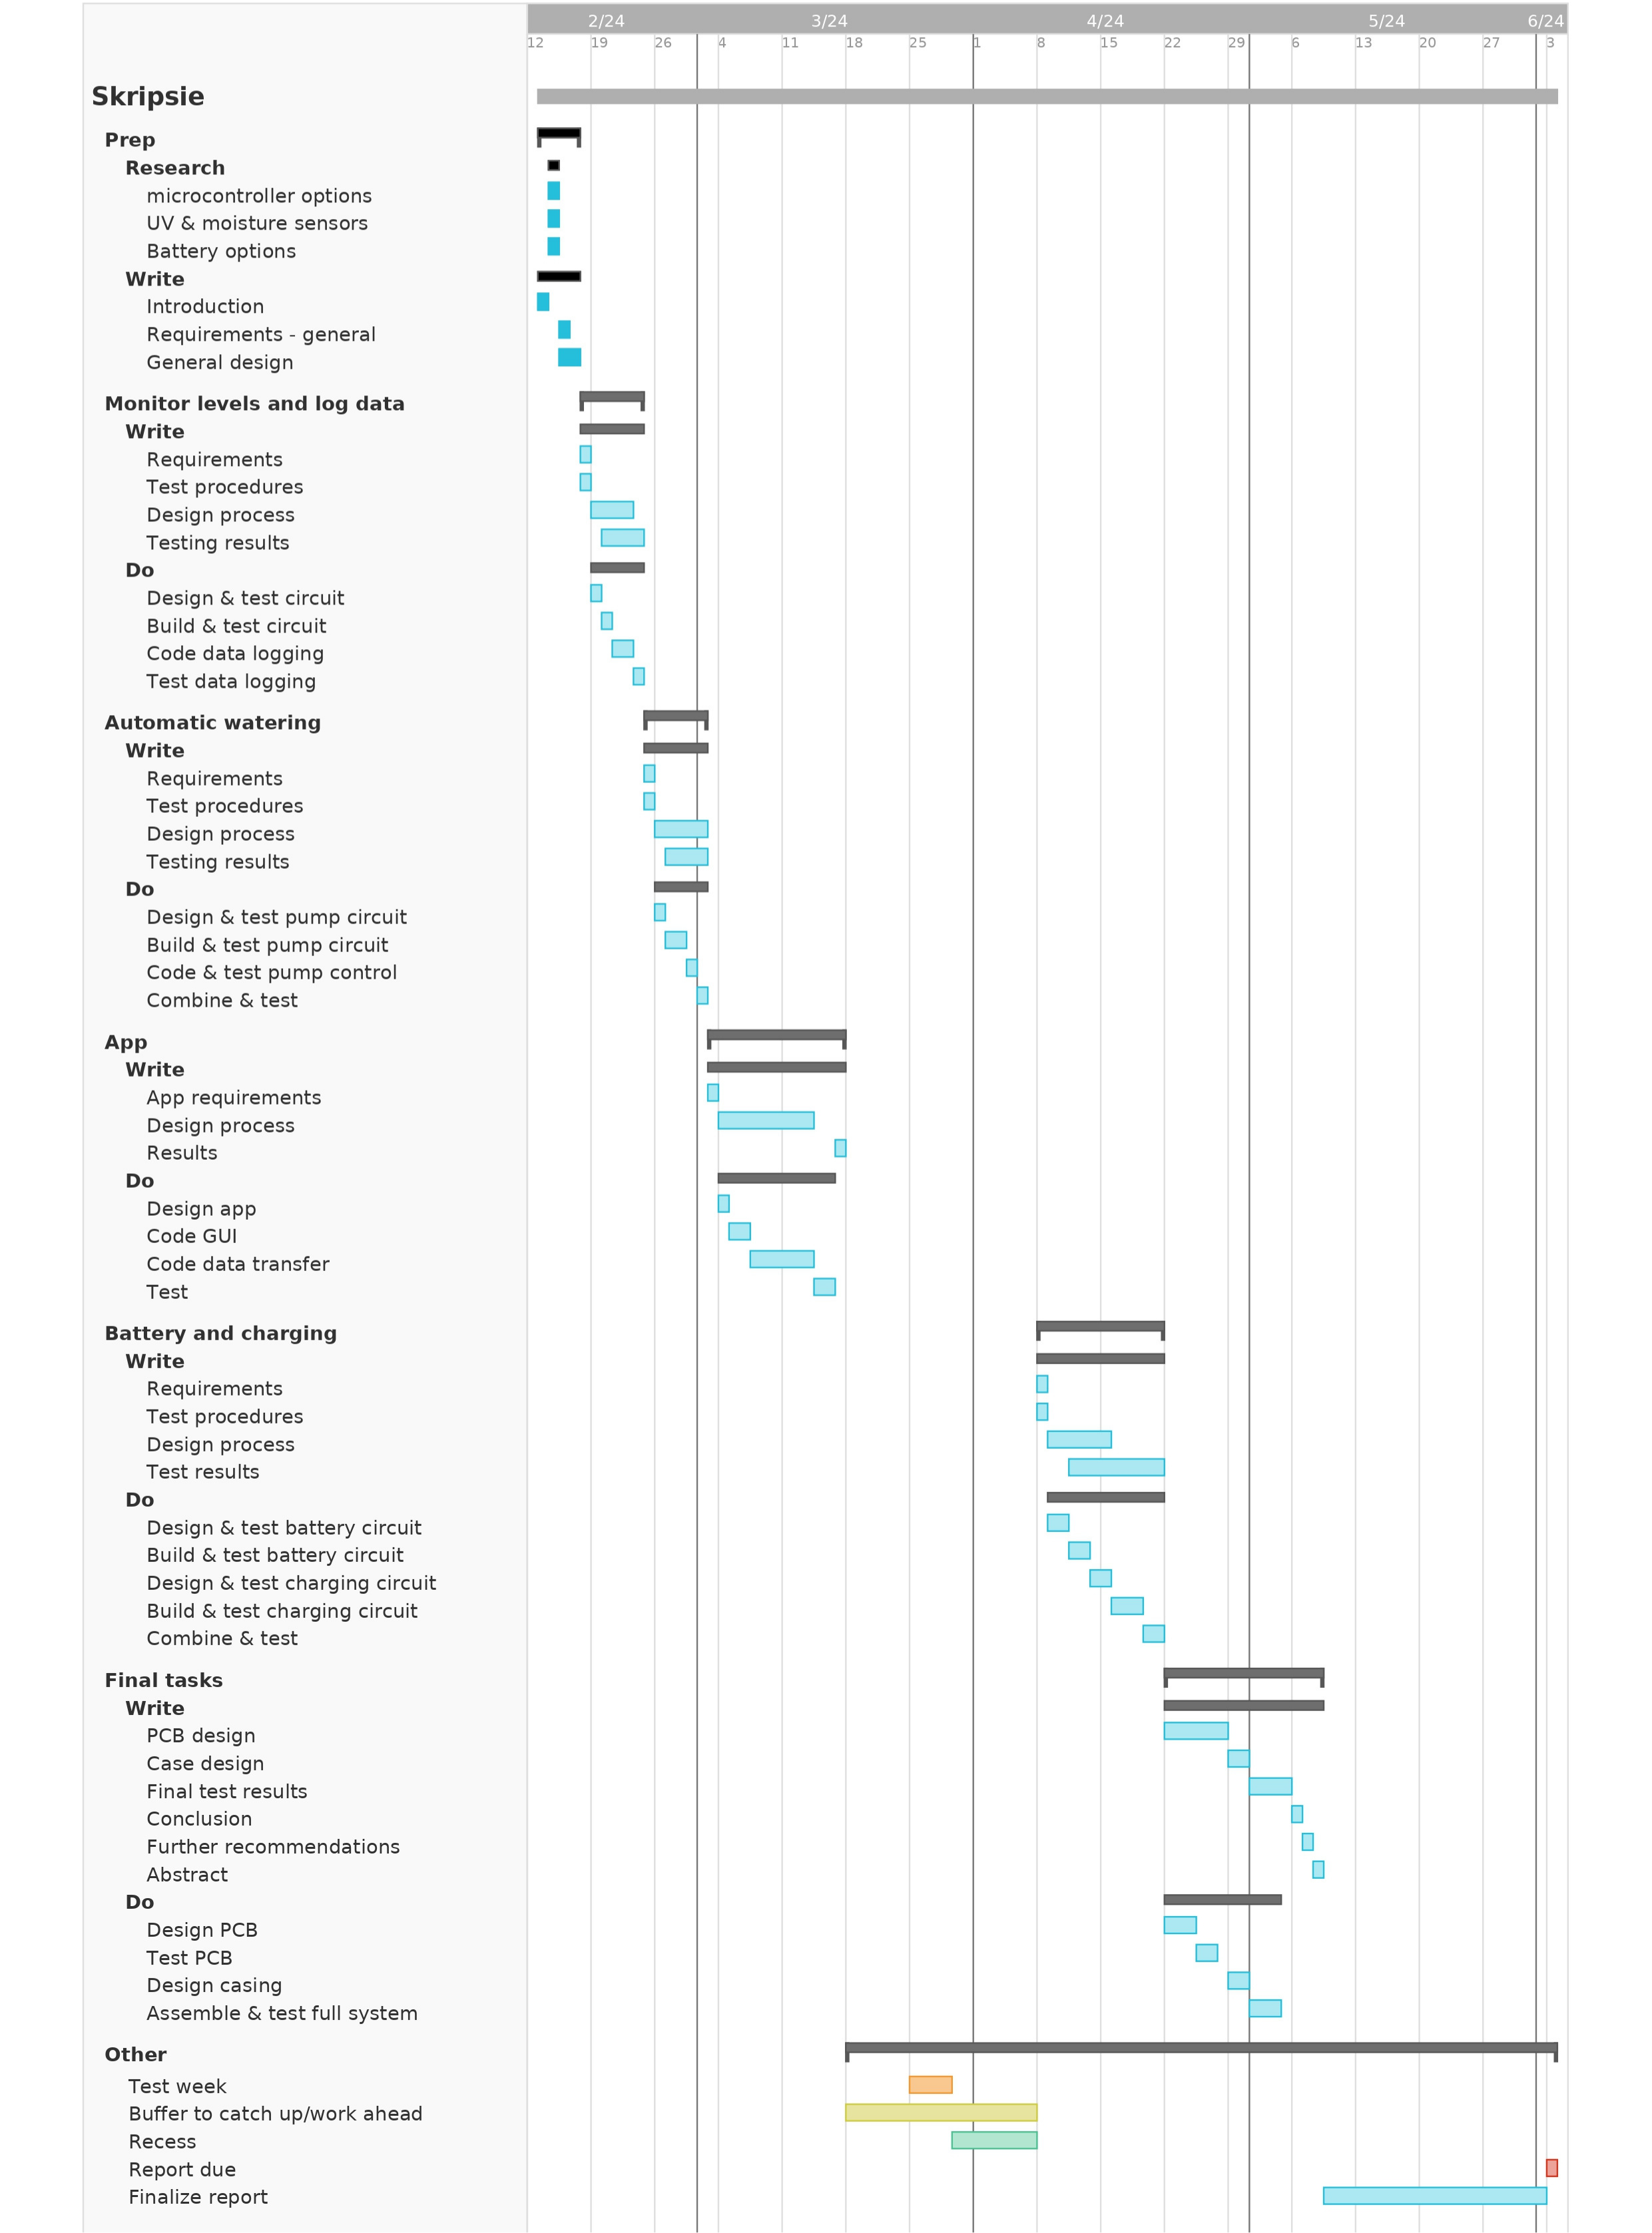 2/24 3/24 4/24 5/24 6/24
12 19 26 4 11 18 25 1 8 15 22 29 6 13 20 27 3
Skripsie
Prep
Research
microcontroller options
UV & moisture sensors
Battery options
Write
Introduction
Requirements - general
General design
Monitor levels and log data
Write
Requirements
Test procedures
Design process
Testing results
Do
Design & test circuit
Build & test circuit
Code data logging
Test data logging
Automatic watering
Write
Requirements
Test procedures
Design process
Testing results
Do
Design & test pump circuit
Build & test pump circuit
Code & test pump control
Combine & test
App
Write
App requirements
Design process
Results
Do
Design app
Code GUI
Code data transfer
Test
Battery and charging
Write
Requirements
Test procedures
Design process
Test results
Do
Design & test battery circuit
Build & test battery circuit
Design & test charging circuit
Build & test charging circuit
Combine & test
Final tasks
Write
PCB design
Case design
Final test results
Conclusion
Further recommendations
Abstract
Do
Design PCB
Test PCB
Design casing
Assemble & test full system
Other
Test week
Buffer to catch up/work ahead
Recess
Report due
Finalize report